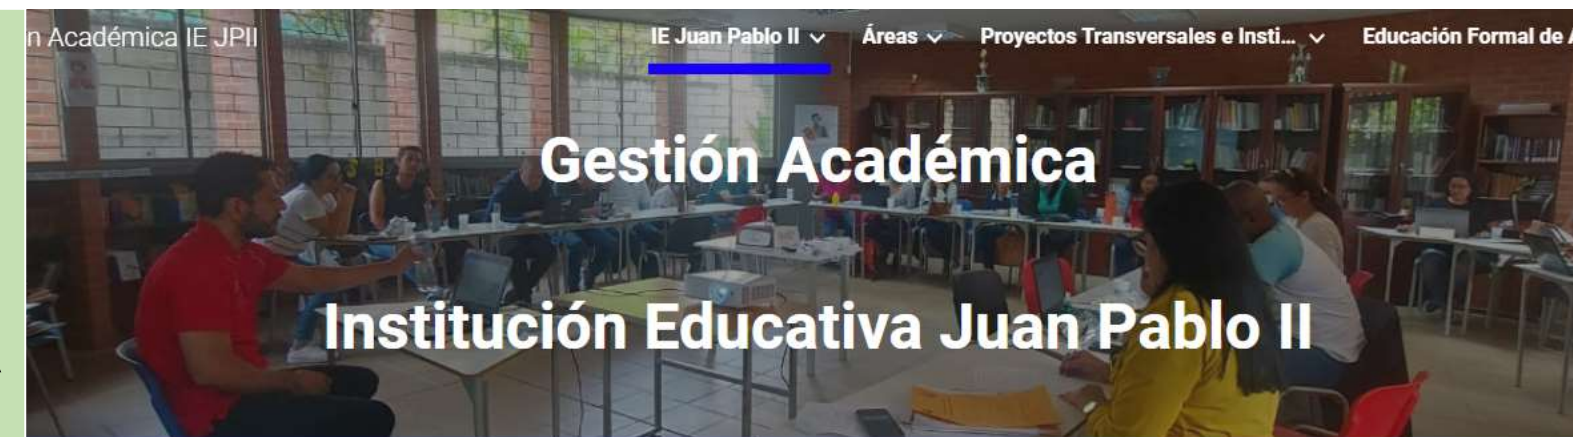 n Académica IE JPII
IE Juan Pablo II
Áreas
Proyectos Transversales e Insti...
Educación Formal de A
Gestión Académica
Institución Educativa Juan Pablo II